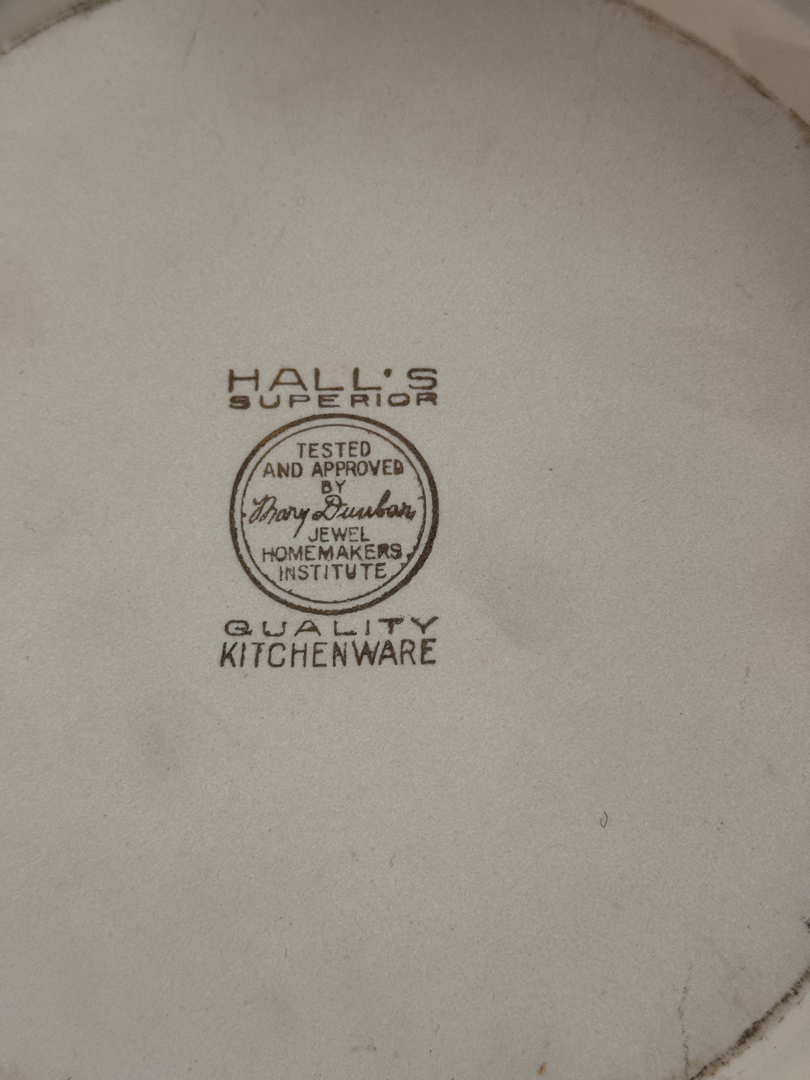 HALL'S
SUPERIOR
TESTED
AND APPROVED
BY
Mary Dunbar
JEWEL
HOMEMAKERS
INSTITUTE
QUALITY
KITCHENWARE